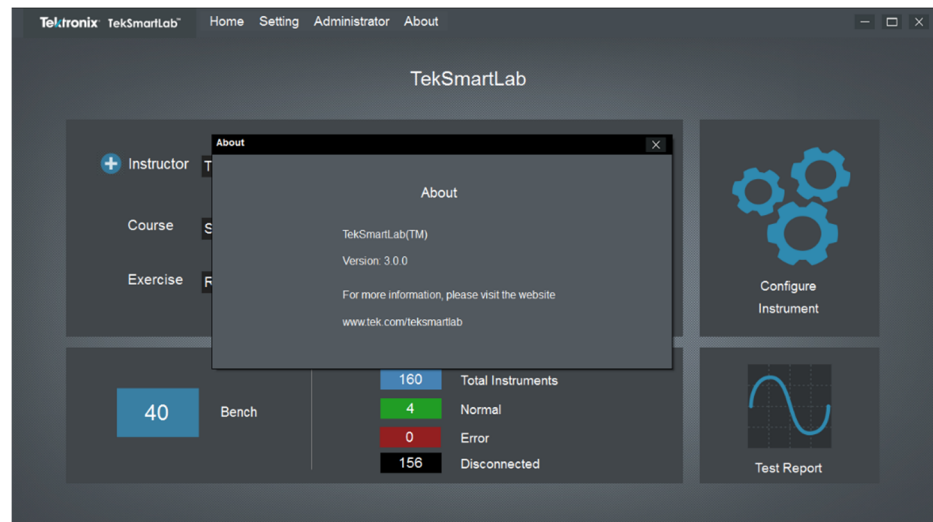 Tektronix TekSmartLab™ Home Setting Administrator About
TekSmartLab
About
Instructor T
About
Course S
TekSmartLab(TM)
Version: 3.0.0
Exercise R
For more information, please visit the website
www.tek.com/teksmartlab
Configure
Instrument
40 Bench
160 Total Instruments
4 Normal
0 Error
156 Disconnected
Test Report